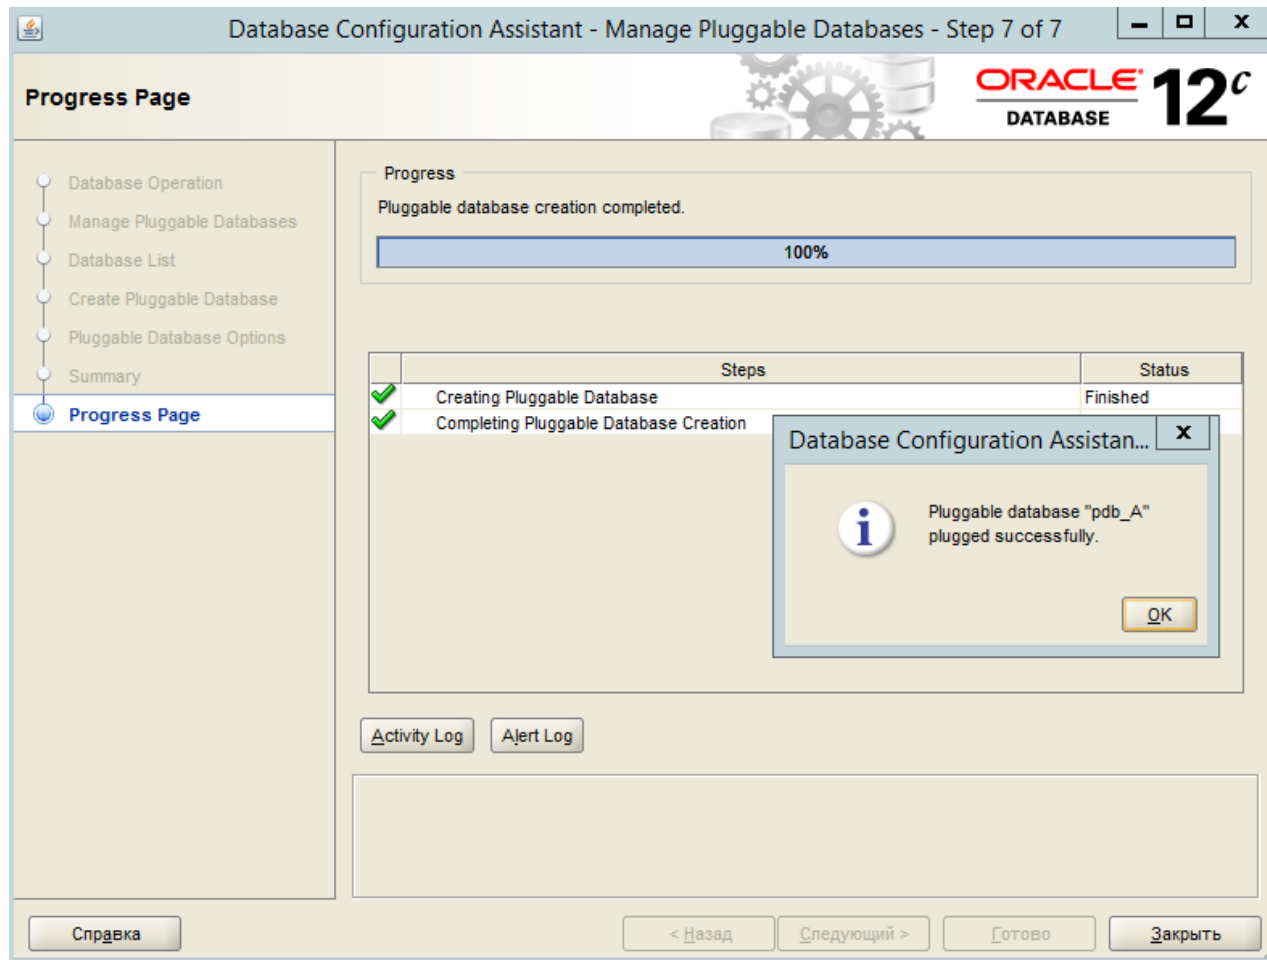 Database Configuration Assistant - Manage Pluggable Databases - Step 7 of 7
Progress Page
ORACLE
DATABASE
12c
Database Operation
Manage Pluggable Databases
Database List
Create Pluggable Database
Pluggable Database Options
Summary
Progress Page
Progress
Pluggable database creation completed.
100%
Steps Status
Creating Pluggable Database Finished
Completing Pluggable Database Creation
Database Configuration Assistan...
Pluggable database "pdb_A"
plugged successfully.
OK
Activity Log Alert Log
Справка < Назад Следующий > Готово Закрыть